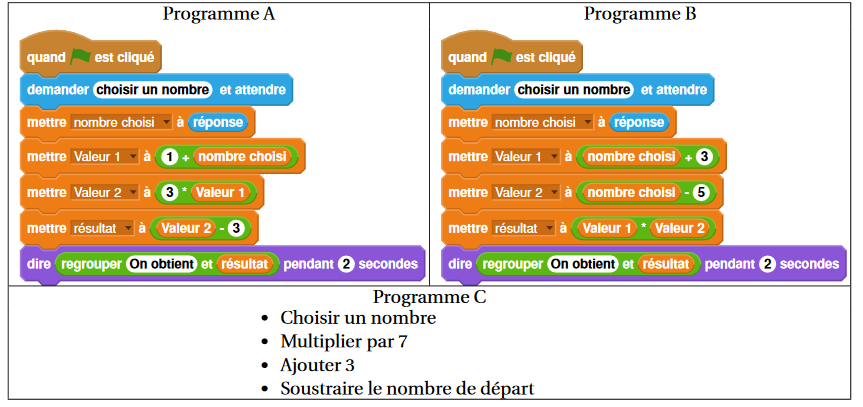 Programme A
quand est cliqué
demander choisir un nombre et attendre
mettre nombre choisi à réponse
mettre Valeur 1 à 1 + nombre choisi
mettre Valeur 2 à 3 * Valeur 1
mettre résultat à Valeur 2 - 3
dire regrouper On obtient et résultat pendant 2 secondes
Programme B
quand est cliqué
demander choisir un nombre et attendre
mettre nombre choisi à réponse
mettre Valeur 1 à nombre choisi + 3
mettre Valeur 2 à nombre choisi - 5
mettre résultat à Valeur 1 * Valeur 2
dire regrouper On obtient et résultat pendant 2 secondes
Programme C
• Choisir un nombre
• Multiplier par 7
• Ajouter 3
• Soustraire le nombre de départ